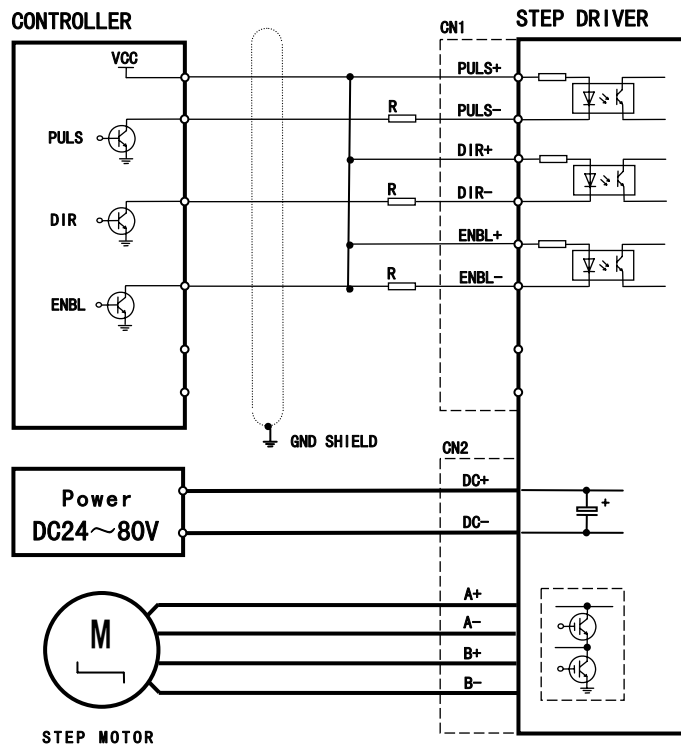 CONTROLLER
STEP DRIVER
CN1
VCC
PULS+
R
PULS-
PULS
DIR+
R
DIR-
DIR
ENBL+
R
ENBL-
ENBL
GND SHIELD
CN2
DC+
Power
+
DC24～80V
DC-
A+
A-
M
B+
B-
STEP MOTOR